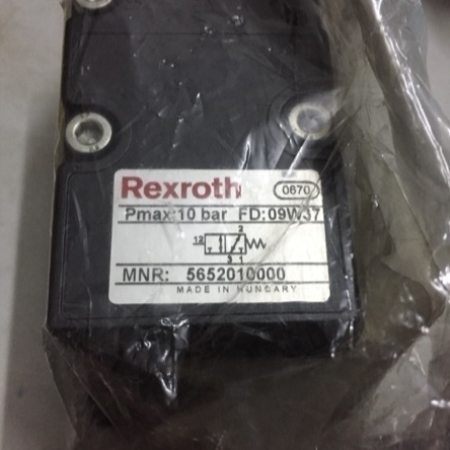 Rexroth 0670
Pmax:10 bar FD:09W37
2
12
3 1
MNR: 5652010000
MADE IN HUNGARY